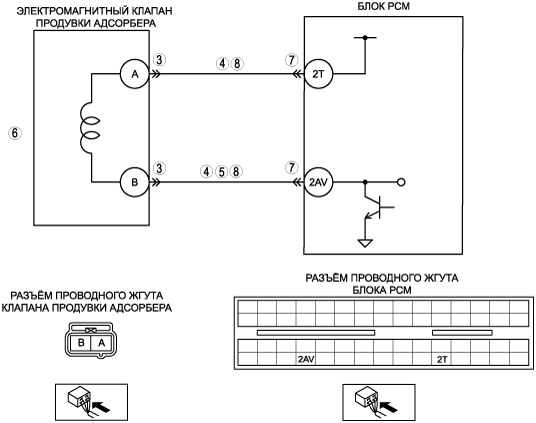 ЭЛЕКТРОМАГНИТНЫЙ КЛАПАН
ПРОДУВКИ АДСОРБЕРА
БЛОК PCM
3
4 8
7
A
2T
6
3
4 5 8
7
B
2AV
РАЗЪЁМ ПРОВОДНОГО ЖГУТА
КЛАПАНА ПРОДУВКИ АДСОРБЕРА
B A
РАЗЪЁМ ПРОВОДНОГО ЖГУТА
БЛОКА PCM
2AV 2T